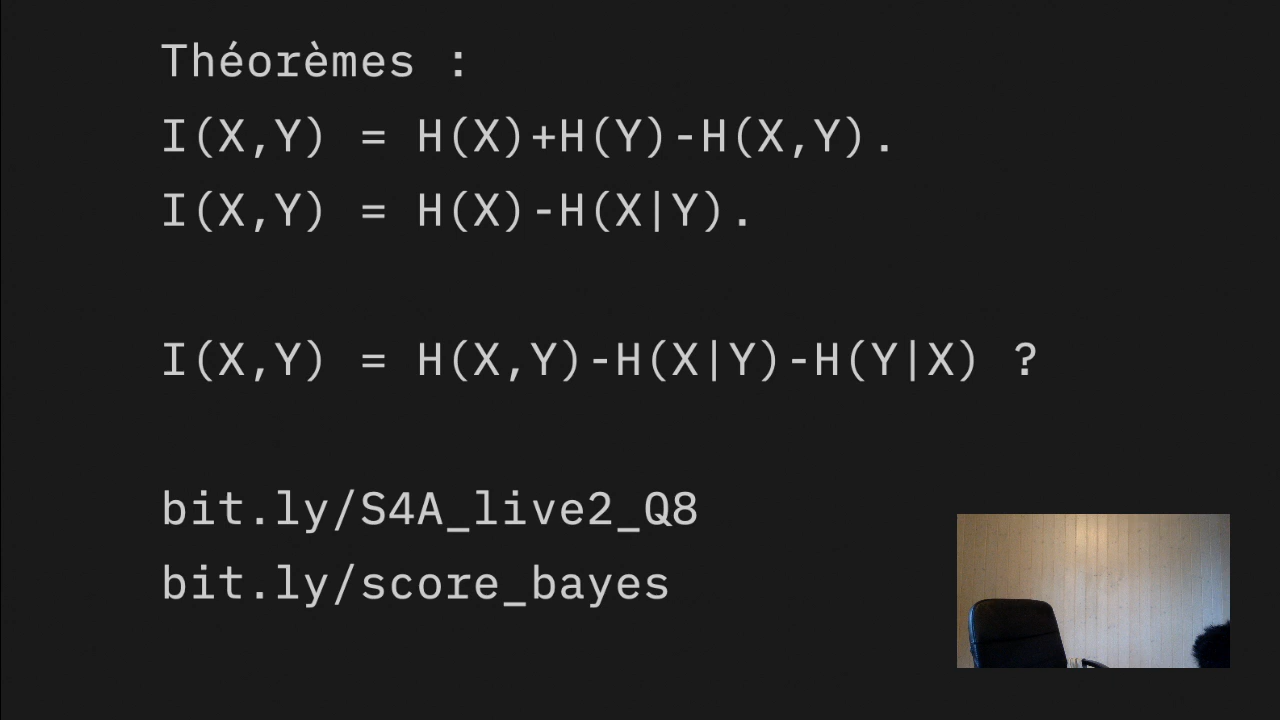 Théorèmes :
I(X,Y) = H(X)+H(Y)-H(X,Y).
I(X,Y) = H(X)-H(X|Y).
I(X,Y) = H(X,Y)-H(X|Y)-H(Y|X) ?
bit.ly/S4A_live2_Q8
bit.ly/score_bayes